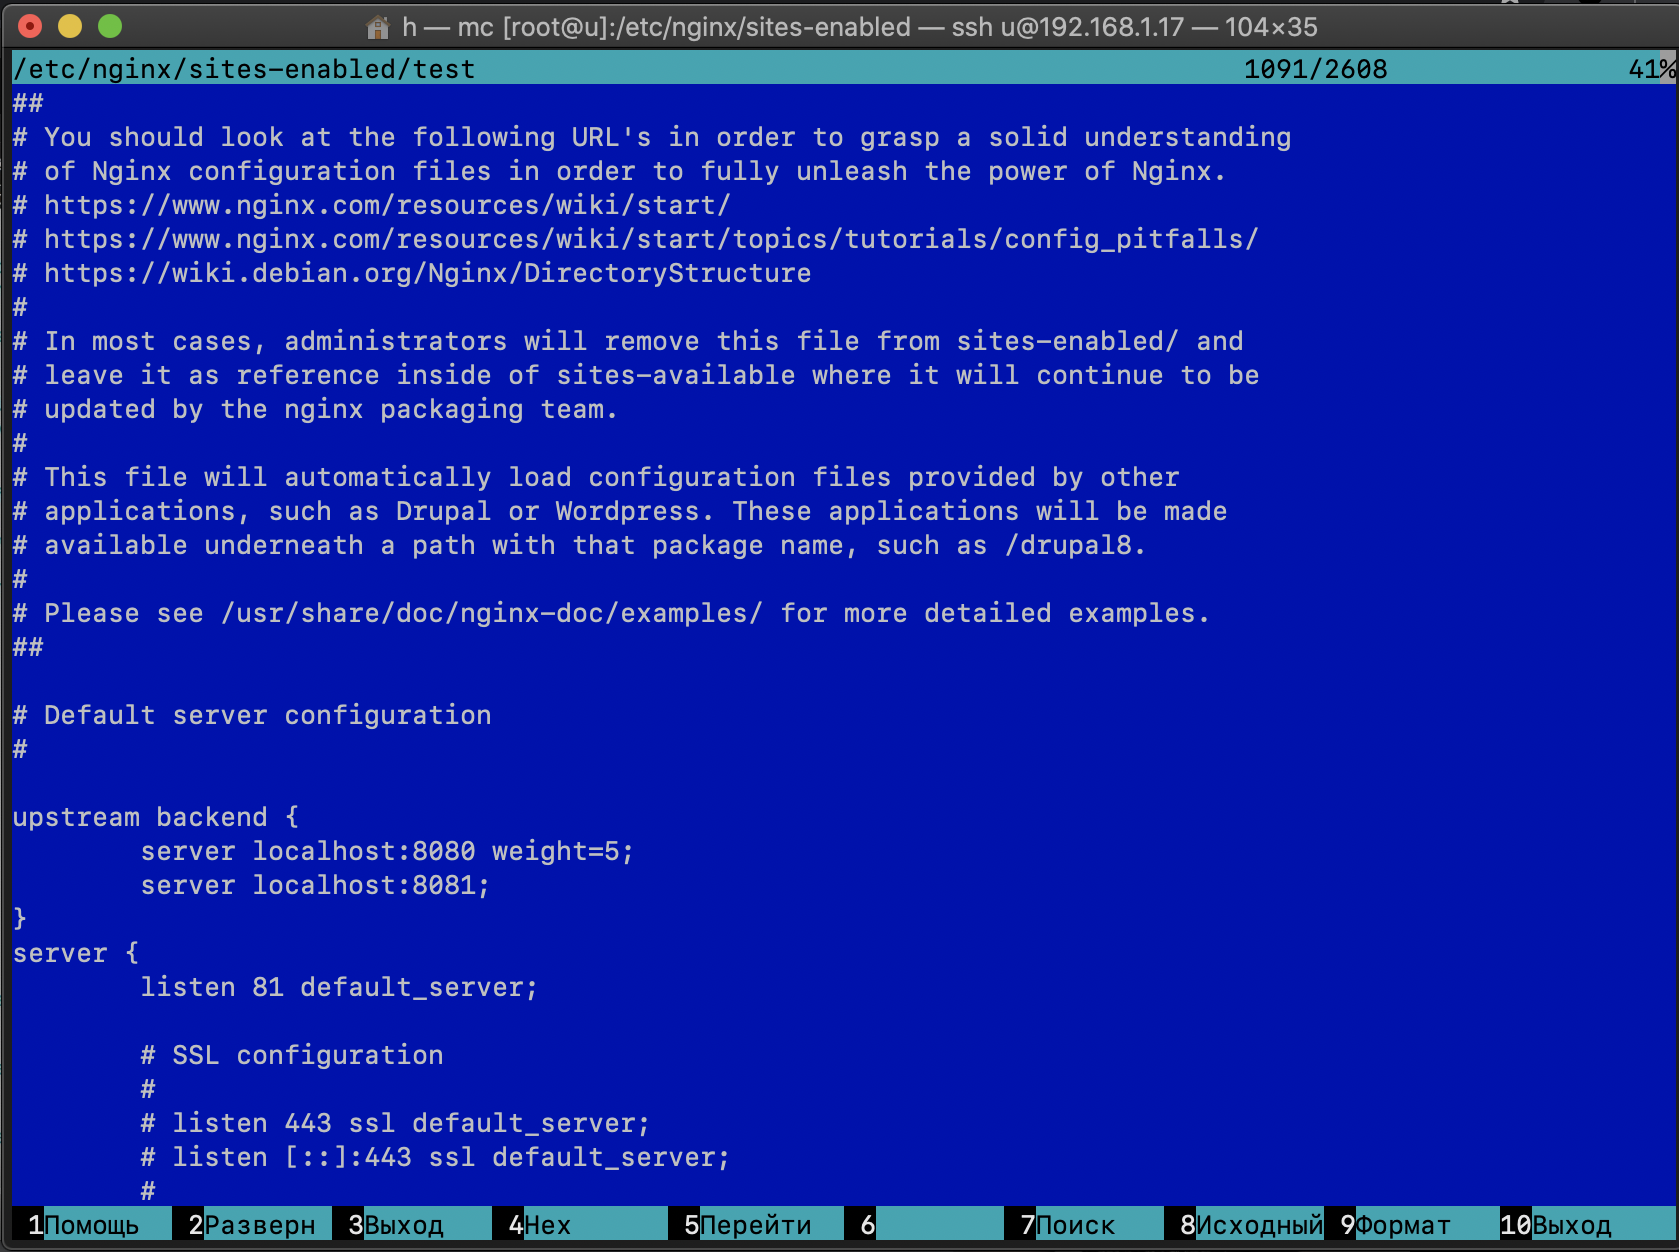 h — mc [root@u]:/etc/nginx/sites-enabled — ssh u@192.168.1.17 — 104×35
/etc/nginx/sites-enabled/test 1091/2608 41%
##
# You should look at the following URL's in order to grasp a solid understanding
# of Nginx configuration files in order to fully unleash the power of Nginx.
# https://www.nginx.com/resources/wiki/start/
# https://www.nginx.com/resources/wiki/start/topics/tutorials/config_pitfalls/
# https://wiki.debian.org/Nginx/DirectoryStructure
#
# In most cases, administrators will remove this file from sites-enabled/ and
# leave it as reference inside of sites-available where it will continue to be
# updated by the nginx packaging team.
#
# This file will automatically load configuration files provided by other
# applications, such as Drupal or Wordpress. These applications will be made
# available underneath a path with that package name, such as /drupal8.
#
# Please see /usr/share/doc/nginx-doc/examples/ for more detailed examples.
##
# Default server configuration
#
upstream backend {
server localhost:8080 weight=5;
server localhost:8081;
}
server {
listen 81 default_server;
# SSL configuration
#
# listen 443 ssl default_server;
# listen [::]:443 ssl default_server;
#
1Помощь 2Разверн 3Выход 4Hex 5Перейти 6 7Поиск 8Исходный 9Формат 10Выход